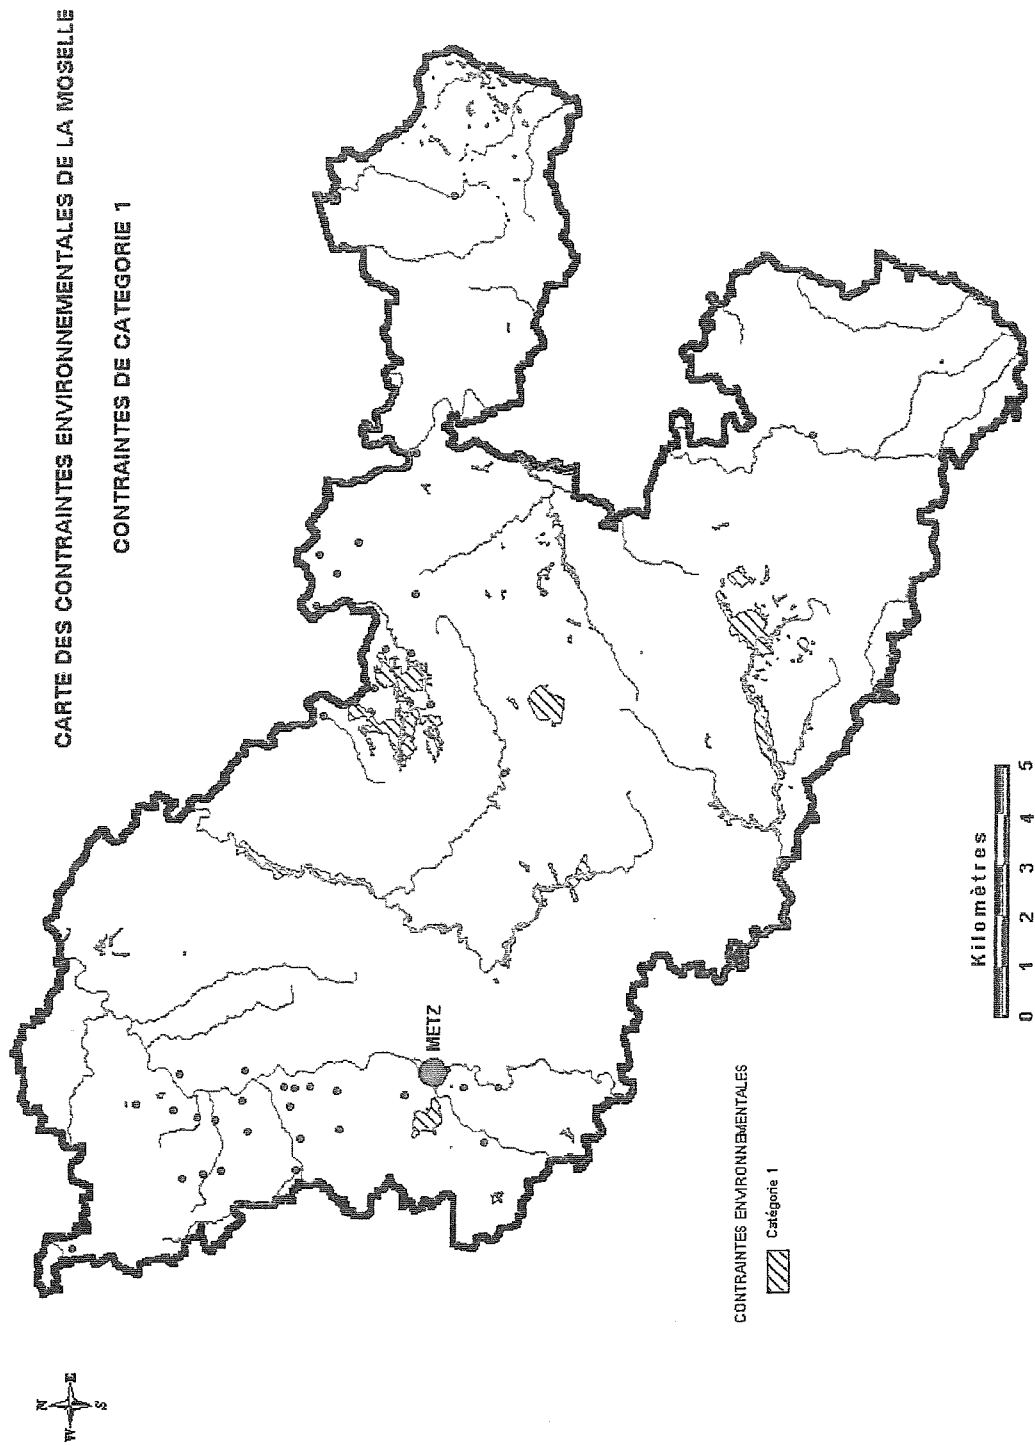 CARTE DES CONTRAINTES ENVIRONNEMENTALES DE LA MOSELLE
CONTRAINTES DE CATEGORIE 1
N
W E
S
METZ
CONTRAINTES ENVIRONNEMENTALES
Catégorie 1
Kilomètres
0 1 2 3 4 5